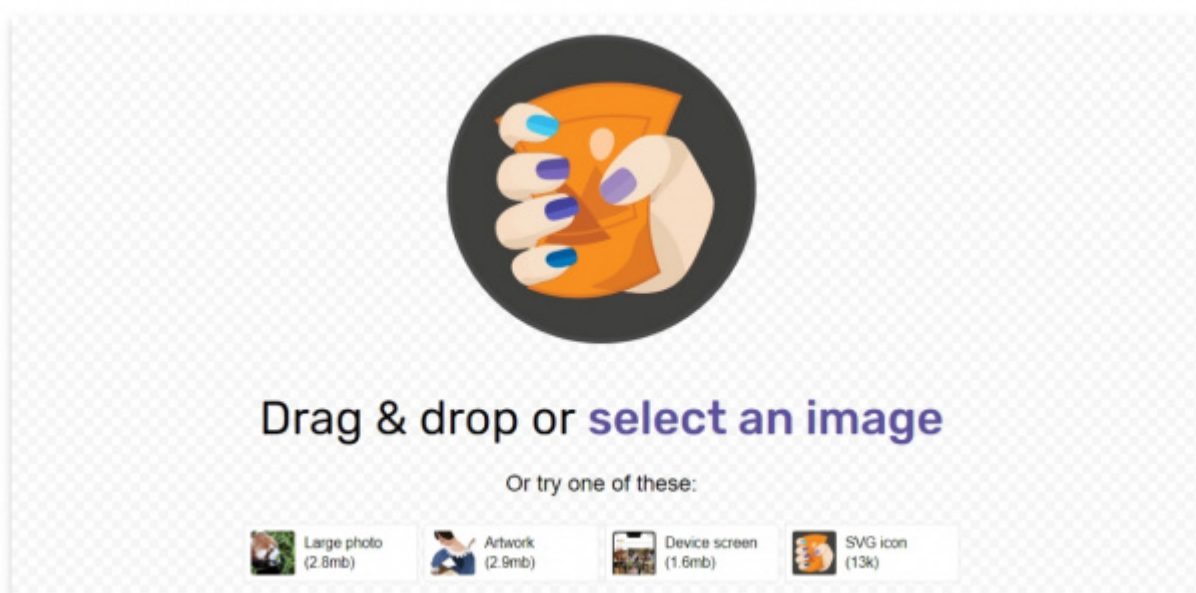 Drag & drop or select an image
Or try one of these:
Large photo
(2.8mb)
Artwork
(2.9mb)
Device screen
(1.6mb)
SVG icon
(13k)